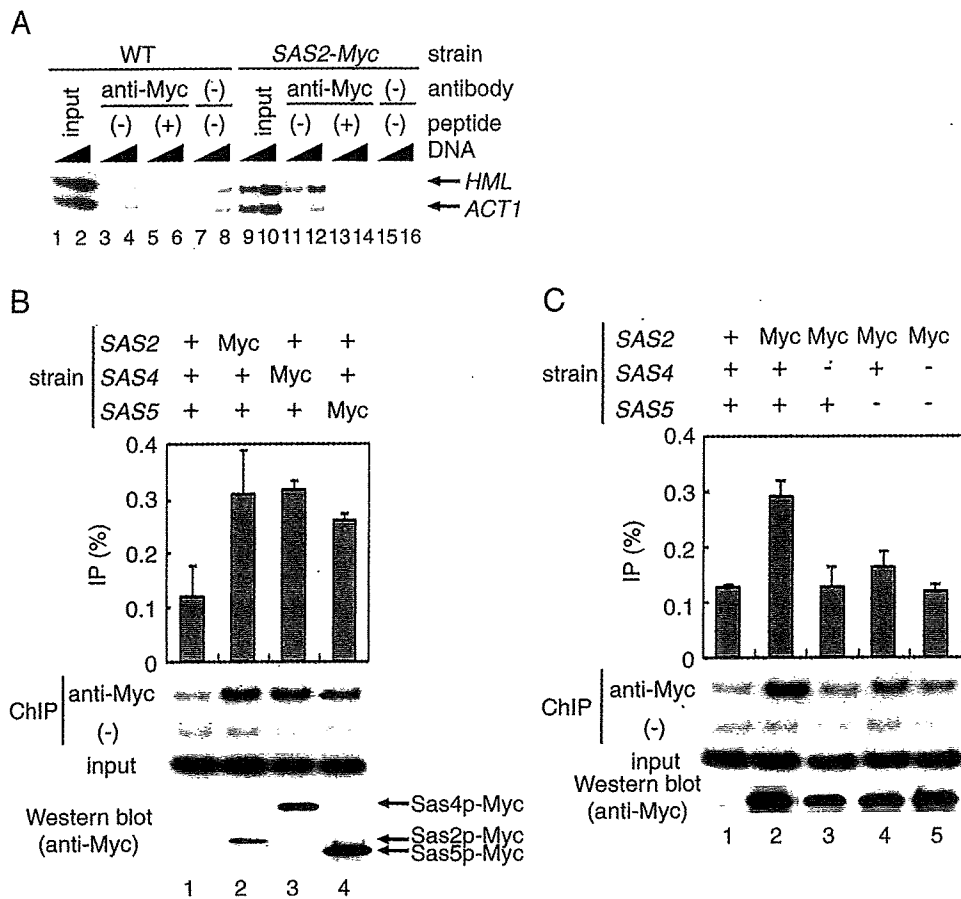 A
WT SAS2-Myc strain
input anti-Myc (-) input anti-Myc (-) antibody
(-) (+) (-) (-) (+) (-) peptide
DNA
HML
ACT1
1 2 3 4 5 6 7 8 9 10 11 12 13 14 15 16
B
SAS2 + Myc + +
strain SAS4 + + Myc +
SAS5 + + + Myc
0.4
0.3
0.2
0.1
0
IP (%)
ChIP anti-Myc
(-)
input
Western blot
(anti-Myc)
Sas4p-Myc
Sas2p-Myc
Sas5p-Myc
1 2 3 4
C
SAS2 + Myc Myc Myc Myc
strain SAS4 + + - + -
SAS5 + + + - -
0.4
0.3
0.2
0.1
0
IP (%)
ChIP anti-Myc
(-)
input
Western blot
(anti-Myc)
1 2 3 4 5